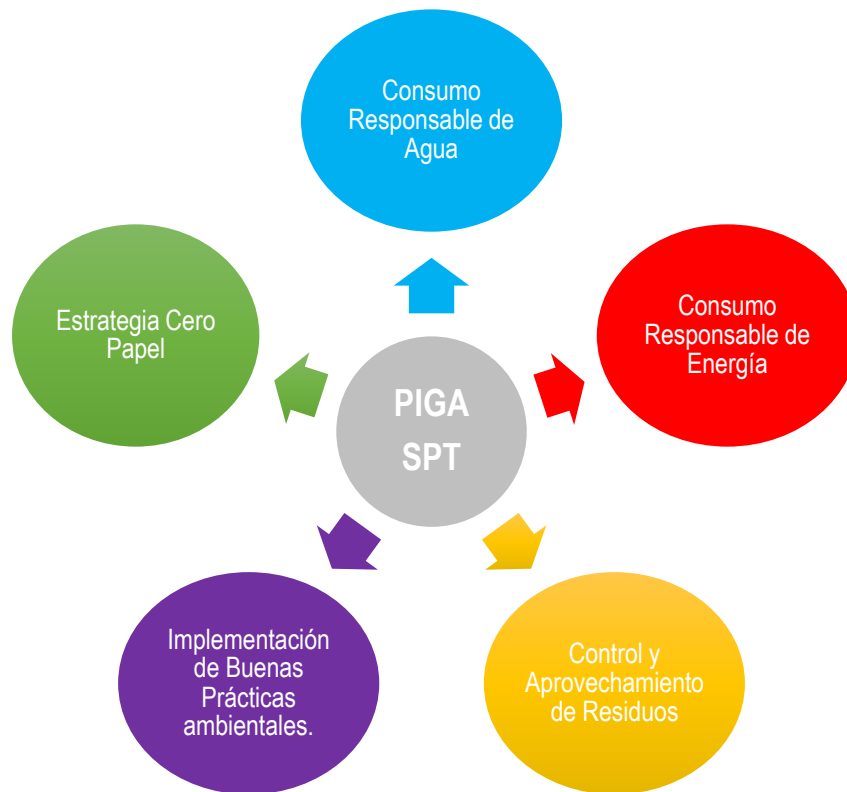 Consumo
Responsable de
Agua
Estrategia Cero
Papel
Consumo
Responsable de
Energía
PIGA
SPT
Implementación
de Buenas
Prácticas
ambientales.
Control y
Aprovechamiento
de Residuos